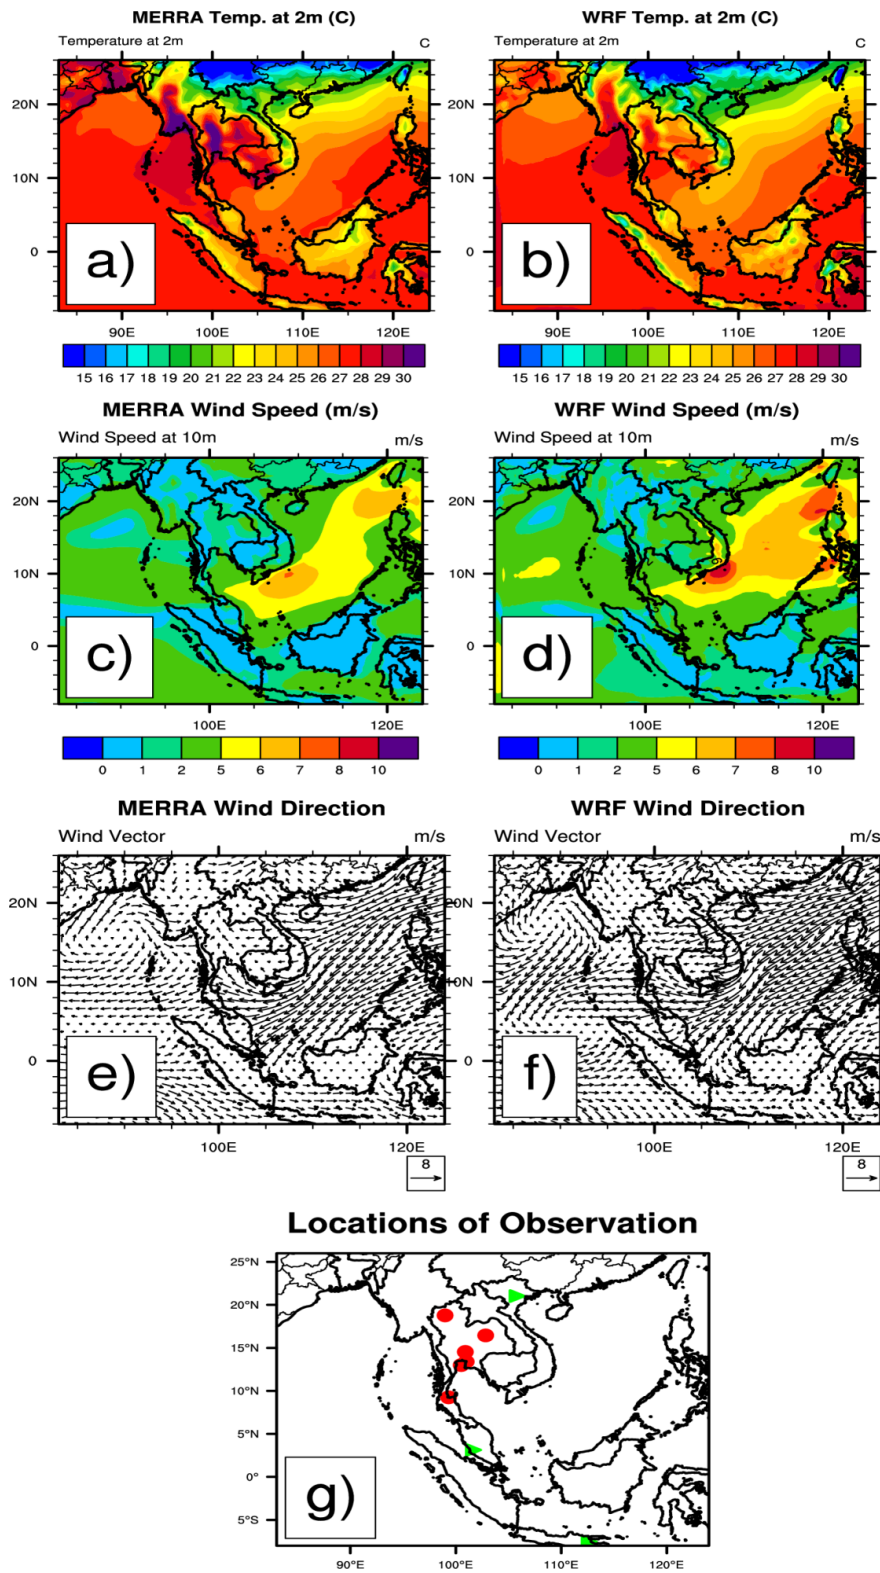 MERRA Temp. at 2m (C)
Temperature at 2m C
20N
10N
0
a)
90E 100E 110E 120E
15 16 17 18 19 20 21 22 23 24 25 26 27 28 29 30
WRF Temp. at 2m (C)
Temperature at 2m C
20N
10N
0
b)
90E 100E 110E 120E
15 16 17 18 19 20 21 22 23 24 25 26 27 28 29 30
MERRA Wind Speed (m/s)
Wind Speed at 10m m/s
20N
10N
0
c)
100E 120E
0 1 2 5 6 7 8 10
WRF Wind Speed (m/s)
Wind Speed at 10m m/s
20N
10N
0
d)
100E 120E
0 1 2 5 6 7 8 10
MERRA Wind Direction
Wind Vector m/s
20N
10N
0
e)
100E 120E
8
WRF Wind Direction
Wind Vector m/s
20N
10N
0
f)
100E 120E
8
Locations of Observation
25°N
20°N
15°N
10°N
5°N
0°
5°S
g)
90°E 100°E 110°E 120°E